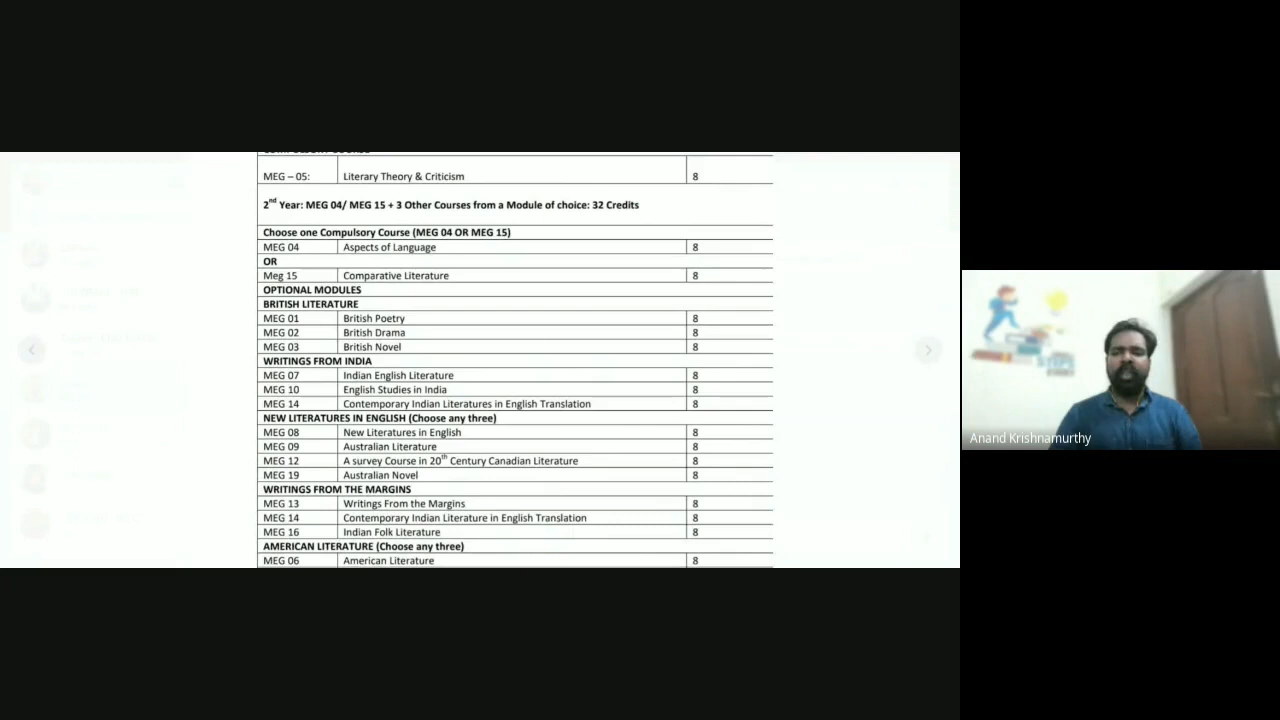 MEG – 05: Literary Theory & Criticism 8
2nd Year: MEG 04/ MEG 15 + 3 Other Courses from a Module of choice: 32 Credits
Choose one Compulsory Course (MEG 04 OR MEG 15)
MEG 04 Aspects of Language 8
OR
Meg 15 Comparative Literature 8
OPTIONAL MODULES
BRITISH LITERATURE
MEG 01 British Poetry 8
MEG 02 British Drama 8
MEG 03 British Novel 8
WRITINGS FROM INDIA
MEG 07 Indian English Literature 8
MEG 10 English Studies in India 8
MEG 14 Contemporary Indian Literatures in English Translation 8
NEW LITERATURES IN ENGLISH (Choose any three)
MEG 08 New Literatures in English 8
MEG 09 Australian Literature 8
MEG 12 A survey Course in 20th Century Canadian Literature 8
MEG 19 Australian Novel 8
WRITINGS FROM THE MARGINS
MEG 13 Writings From the Margins 8
MEG 14 Contemporary Indian Literature in English Translation 8
MEG 16 Indian Folk Literature 8
AMERICAN LITERATURE (Choose any three)
MEG 06 American Literature 8
Anand Krishnamurthy